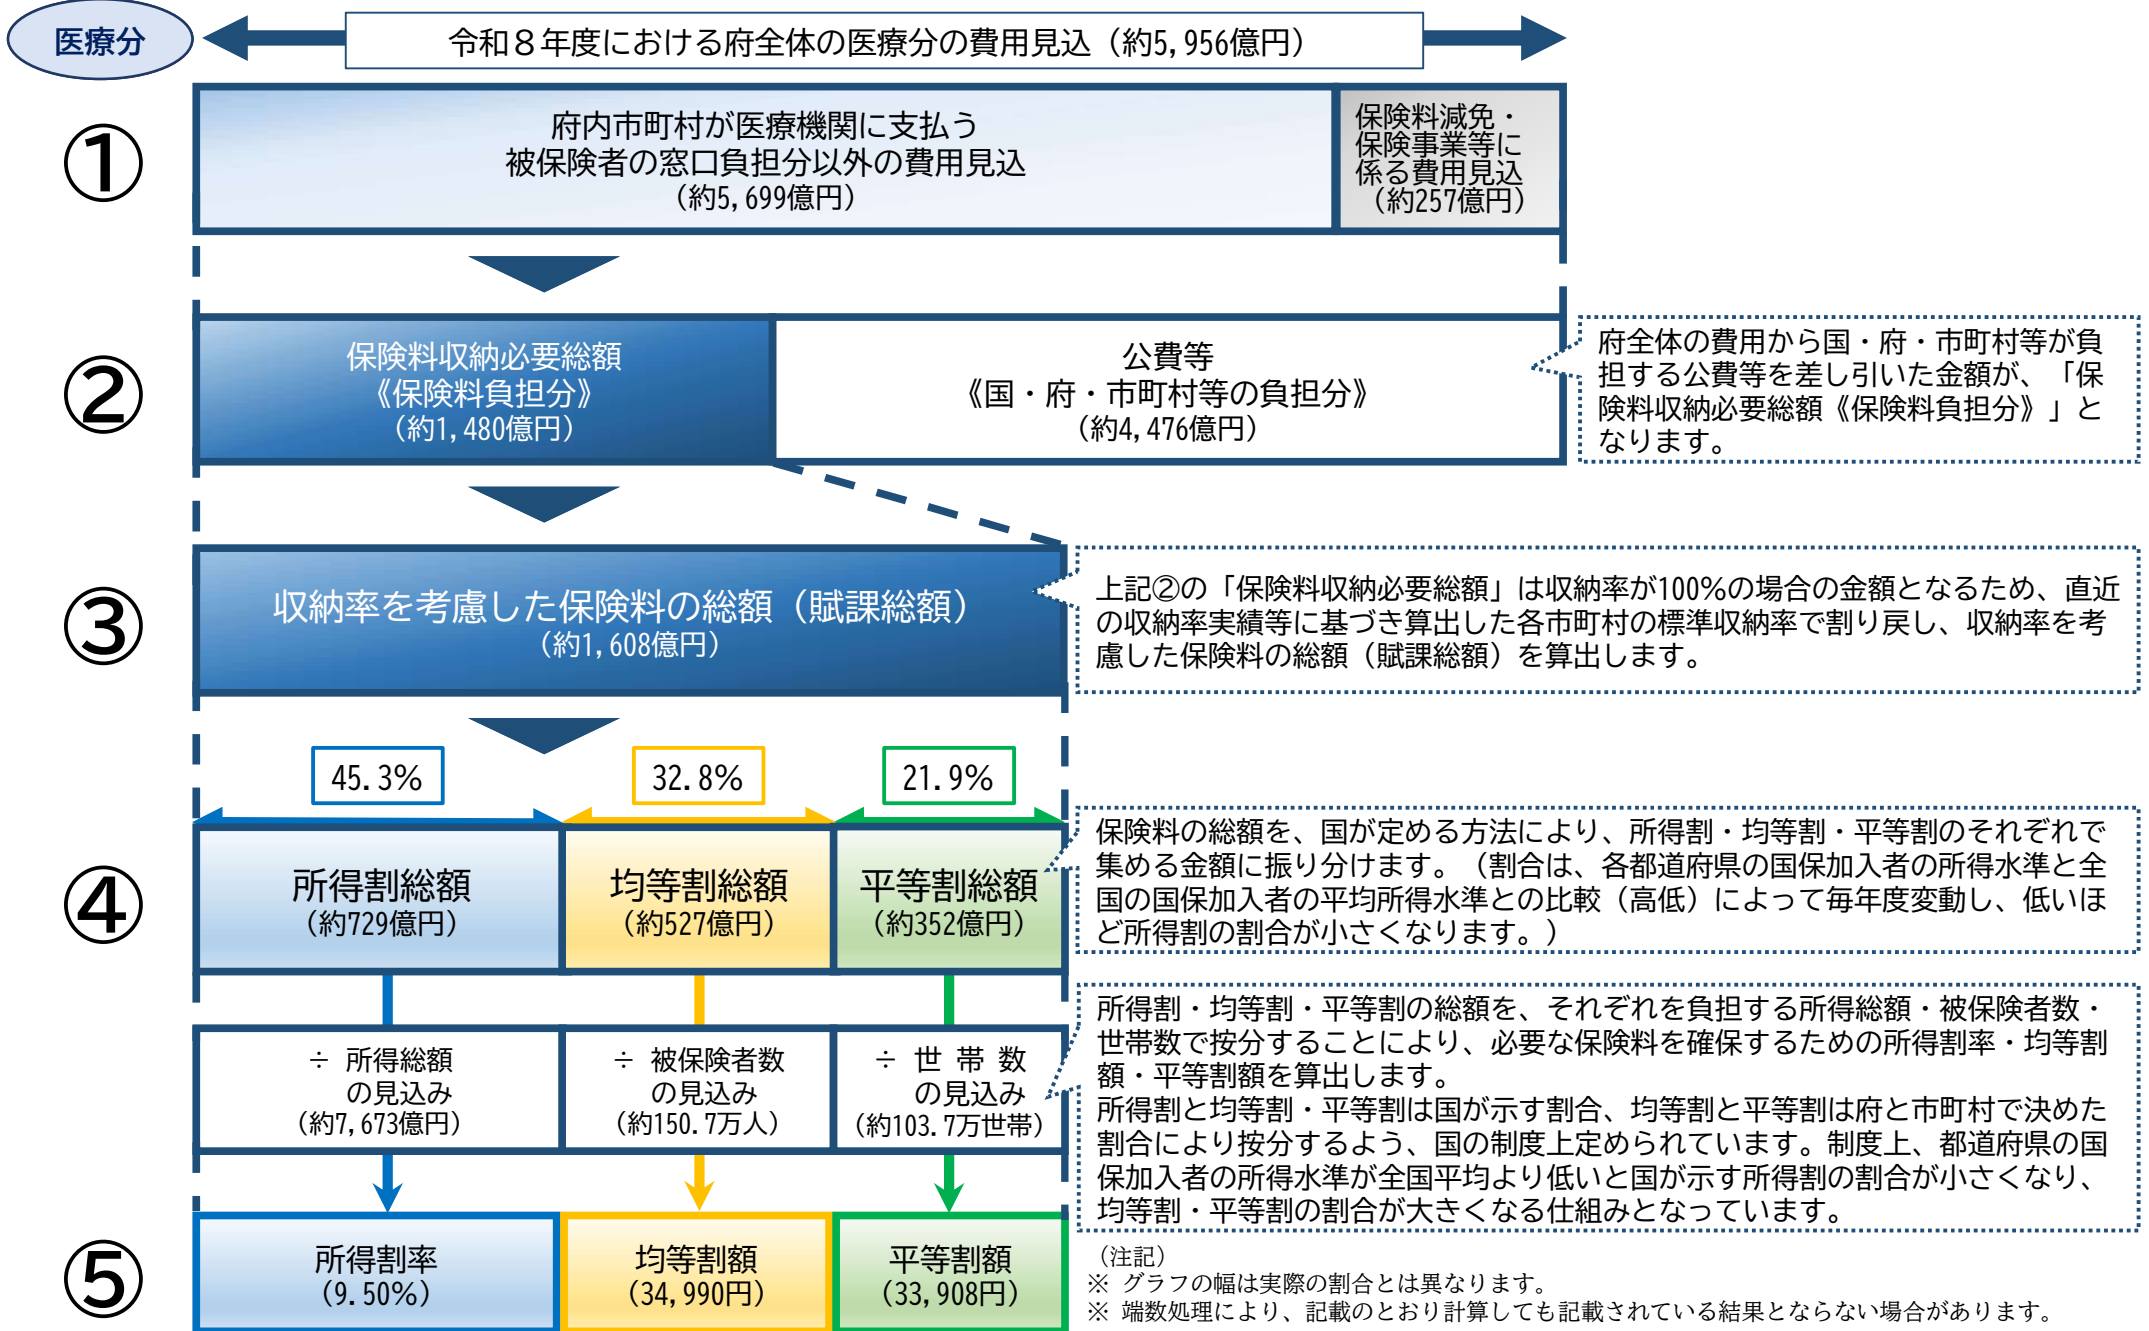 医療分
令和８年度における府全体の医療分の費用見込（約5,956億円）
①
府内市町村が医療機関に支払う
被保険者の窓口負担分以外の費用見込
（約5,699億円）
保険料減免・
保険事業等に
係る費用見込
（約257億円）
②
保険料収納必要総額
《保険料負担分》
（約1,480億円）
公費等
《国・府・市町村等の負担分》
（約4,476億円）
府全体の費用から国・府・市町村等が負
担する公費等を差し引いた金額が、「保
険料収納必要総額《保険料負担分》」と
なります。
③
収納率を考慮した保険料の総額（賦課総額）
（約1,608億円）
上記②の「保険料収納必要総額」は収納率が100％の場合の金額となるため、直近
の収納率実績等に基づき算出した各市町村の標準収納率で割り戻し、収納率を考
慮した保険料の総額（賦課総額）を算出します。
45.3％
32.8％
21.9％
④
所得割総額
（約729億円）
均等割総額
（約527億円）
平等割総額
（約352億円）
保険料の総額を、国が定める方法により、所得割・均等割・平等割のそれぞれで
集める金額に振り分けます。（割合は、各都道府県の国保加入者の所得水準と全
国の国保加入者の平均所得水準との比較（高低）によって毎年度変動し、低いほ
ど所得割の割合が小さくなります。）
÷ 所得総額
の見込み
（約7,673億円）
÷ 被保険者数
の見込み
（約150.7万人）
÷ 世 帯 数
の見込み
（約103.7万世帯）
所得割・均等割・平等割の総額を、それぞれを負担する所得総額・被保険者数・
世帯数で按分することにより、必要な保険料を確保するための所得割率・均等割
額・平等割額を算出します。
所得割と均等割・平等割は国が示す割合、均等割と平等割は府と市町村で決めた
割合により按分するよう、国の制度上定められています。制度上、都道府県の国
保加入者の所得水準が全国平均より低いと国が示す所得割の割合が小さくなり、
均等割・平等割の割合が大きくなる仕組みとなっています。
⑤
所得割率
（9.50％）
均等割額
（34,990円）
平等割額
（33,908円）
（注記）
※ グラフの幅は実際の割合とは異なります。
※ 端数処理により、記載のとおり計算しても記載されている結果とならない場合があります。